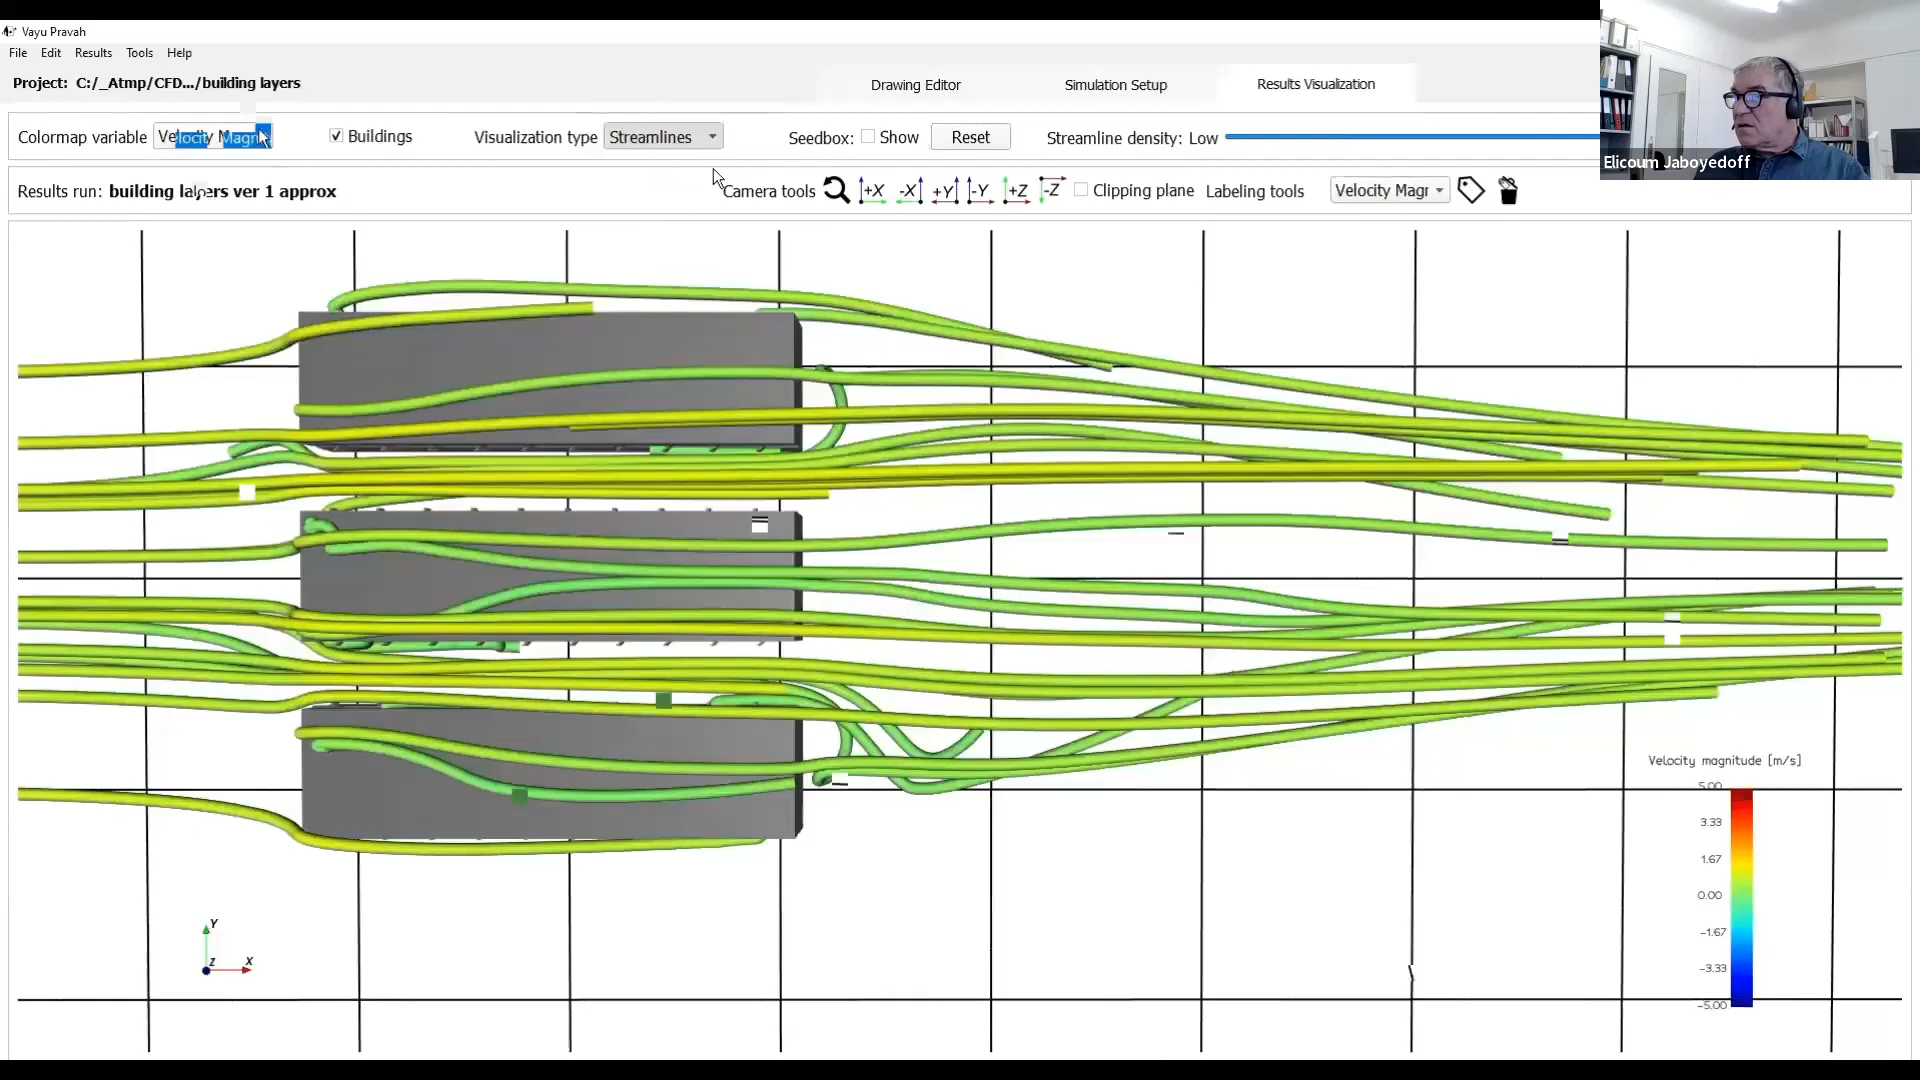 Vayu Pravah
File Edit Results Tools Help
Project: C:/_Atmp/CFD.../building layers
Drawing Editor Simulation Setup Results Visualization
Colormap variable Buildings Visualization type Streamlines Seedbox: Show Reset Streamline density: Low
Elicoum Jaboyedoff
Results run: building layers ver 1 approx Camera tools +X -X +Y -Y +Z -Z Clipping plane Labeling tools Velocity Magr
Velocity magnitude [m/s]
5.00
3.33
1.67
0.00
-1.67
-3.33
-5.00
Y
Z X